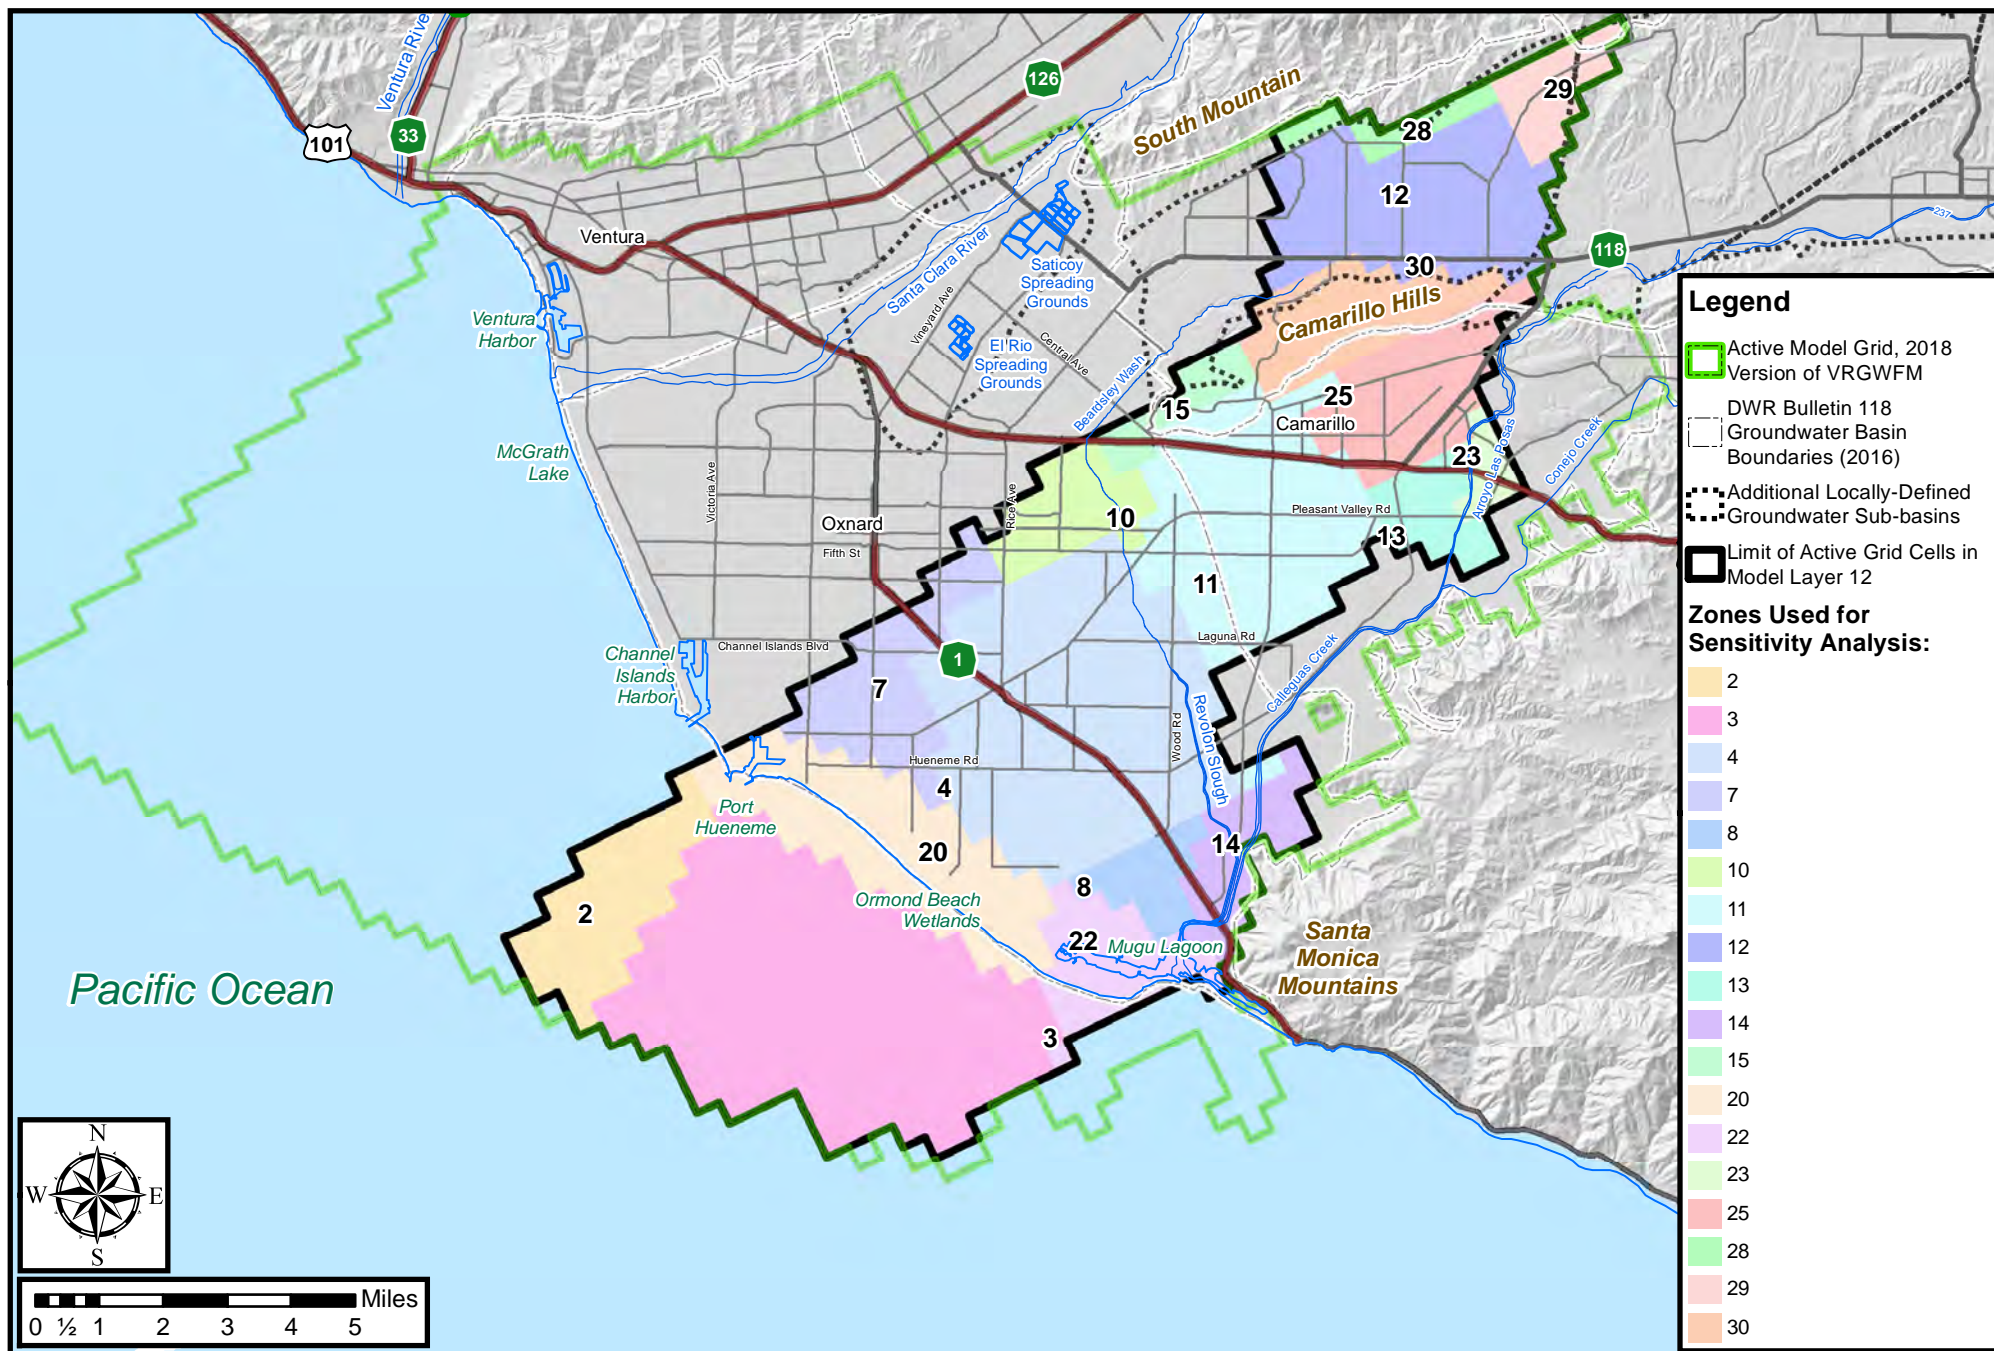 Ventura River
33
101
126
South Mountain
29
28
12
Ventura
Santa Clara River
Saticoy
Spreading
Grounds
118
237
30
Camarillo Hills
Vineyard Ave
Central Ave
El Rio
Spreading
Grounds
Ventura
Harbor
Beardsley Wash
15
25
Camarillo
23
Arroyo Las Posas
Conejo Creek
McGrath
Lake
Victoria Ave
Rice Ave
Oxnard
Fifth St
10
Pleasant Valley Rd
13
11
Laguna Rd
Channel Islands Blvd
Channel
Islands
Harbor
1
7
Calleguas Creek
Revolon Slough
Wood Rd
Hueneme Rd
4
Port
Hueneme
20
14
8
Ormond Beach
Wetlands
2
22
Mugu Lagoon
Santa
Monica
Mountains
Pacific Ocean
3
N
W
E
S
Miles
0 ½ 1 2 3 4 5
Legend
Active Model Grid, 2018
Version of VRGWFM
DWR Bulletin 118
Groundwater Basin
Boundaries (2016)
Additional Locally-Defined
Groundwater Sub-basins
Limit of Active Grid Cells in
Model Layer 12
Zones Used for
Sensitivity Analysis:
2
3
4
7
8
10
11
12
13
14
15
20
22
23
25
28
29
30